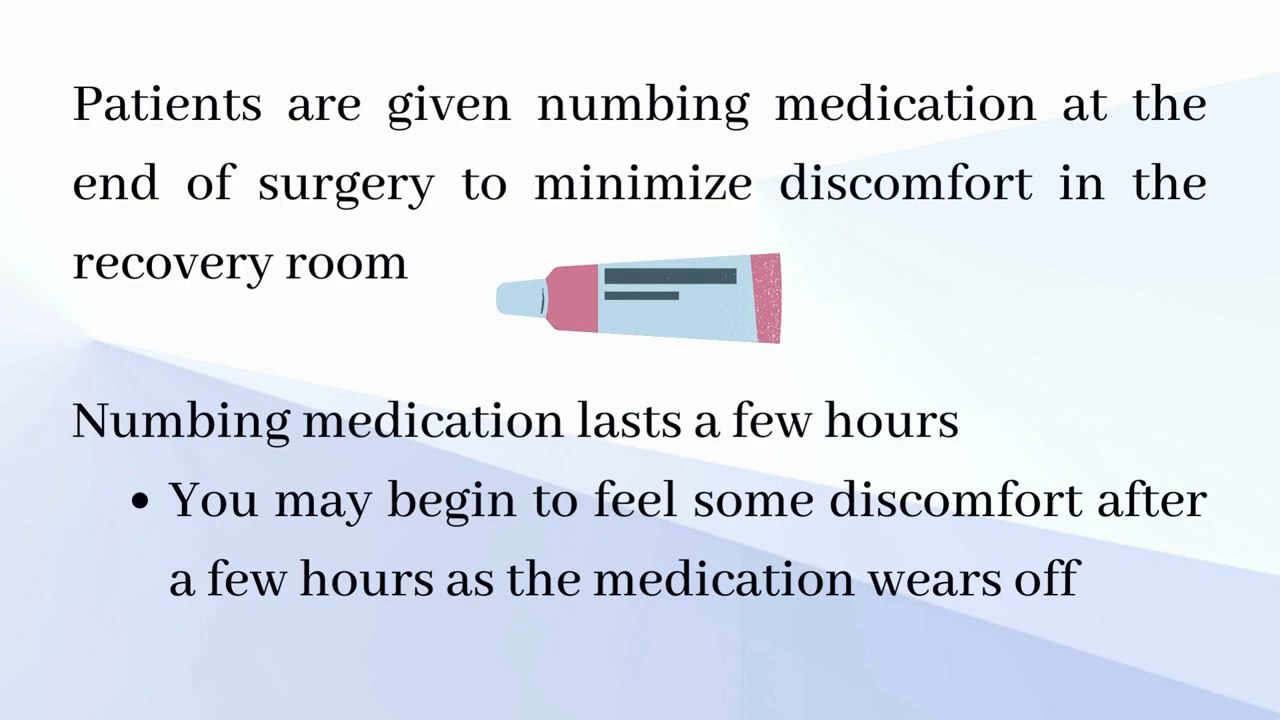 Patients are given numbing medication at the
end of surgery to minimize discomfort in the
recovery room
Numbing medication lasts a few hours
• You may begin to feel some discomfort after
a few hours as the medication wears off